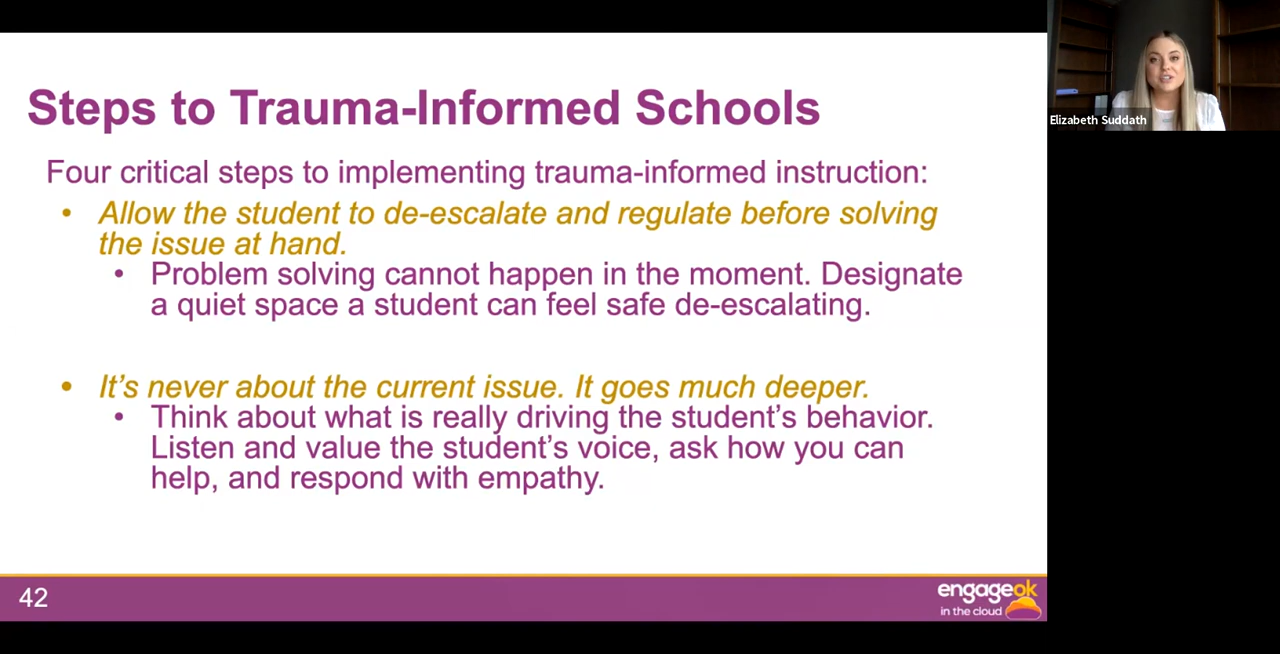 Steps to Trauma-Informed Schools
Four critical steps to implementing trauma-informed instruction:
• Allow the student to de-escalate and regulate before solving
the issue at hand.
• Problem solving cannot happen in the moment. Designate
a quiet space a student can feel safe de-escalating.
• It’s never about the current issue. It goes much deeper.
• Think about what is really driving the student’s behavior.
Listen and value the student’s voice, ask how you can
help, and respond with empathy.
42
engageok
in the cloud
Elizabeth Suddath